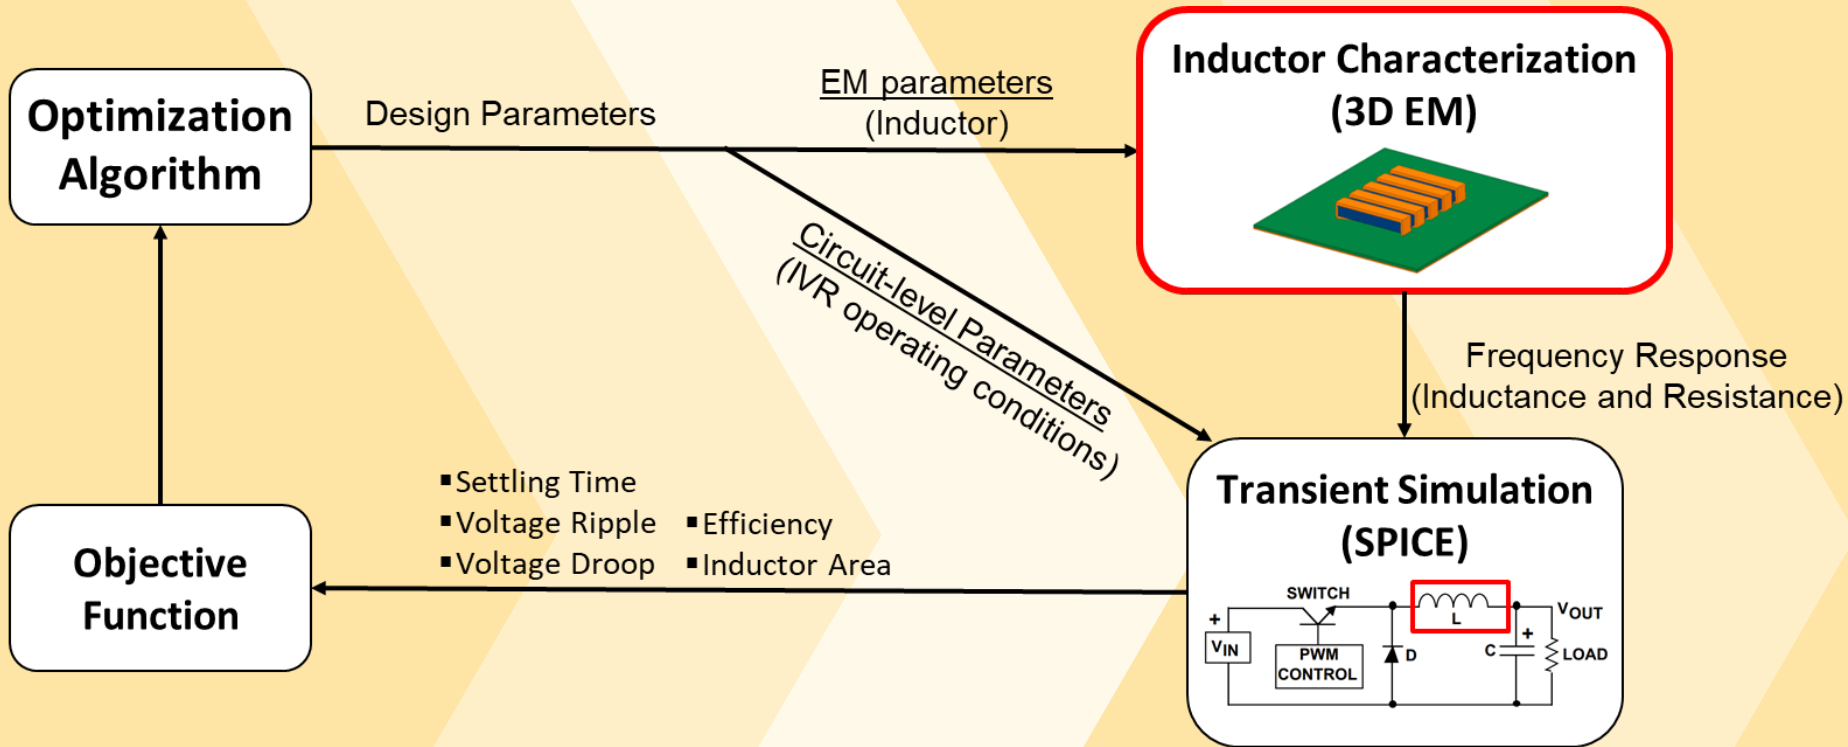 Optimization
Algorithm
Design Parameters
EM parameters
(Inductor)
Inductor Characterization
(3D EM)
Circuit-level Parameters
(IVR operating conditions)
Frequency Response
(Inductance and Resistance)
Transient Simulation
(SPICE)
SWITCH
+
VIN
PWM
CONTROL
D
L
C
+
VOUT
LOAD
▪Settling Time
▪Voltage Ripple
▪Voltage Droop
▪Efficiency
▪Inductor Area
Objective
Function